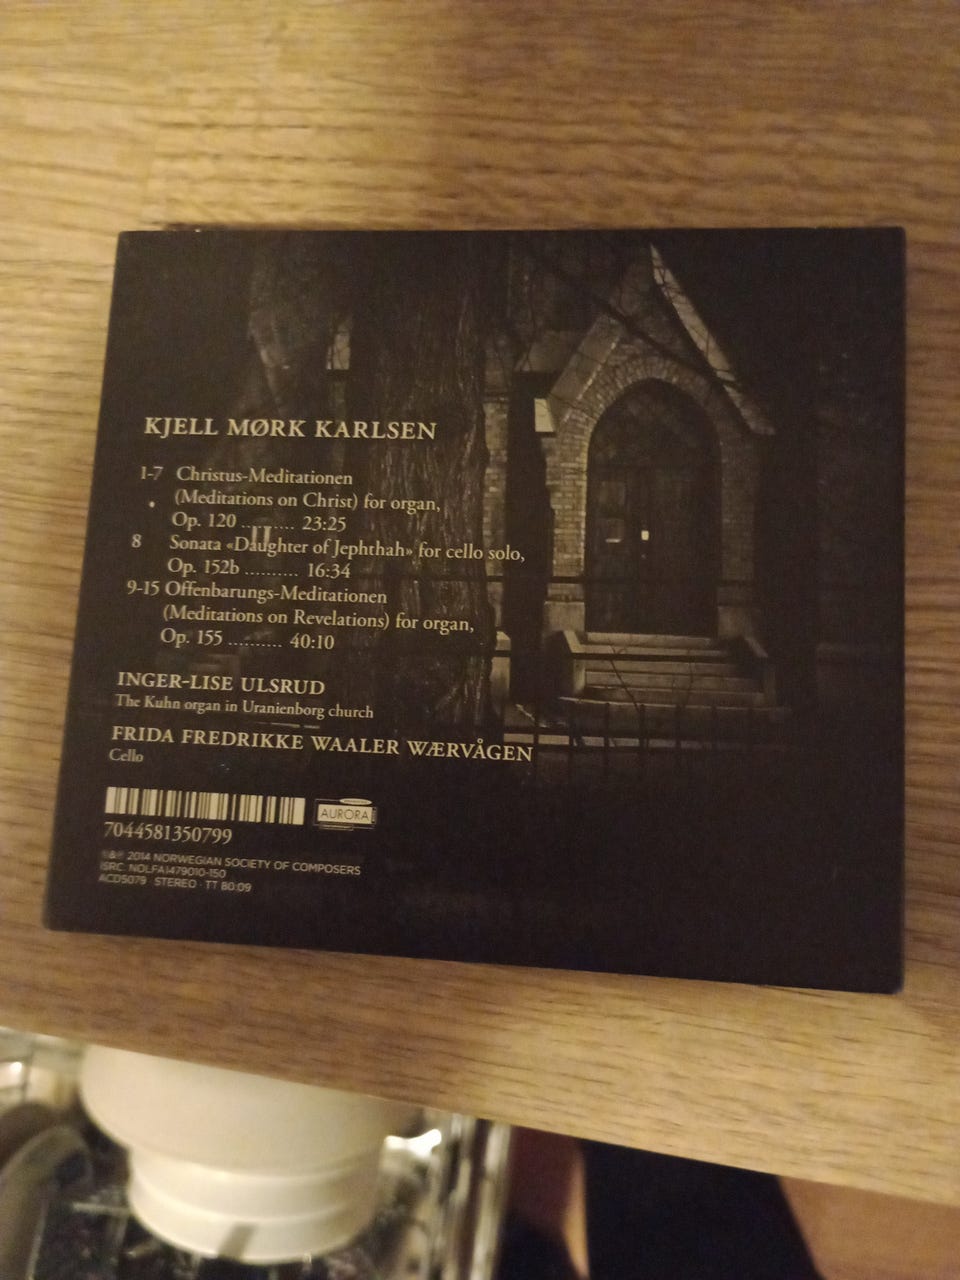 KJELL MØRK KARLSEN
1-7 Christus-Meditationen
(Meditations on Christ) for organ,
Op. 120 .......... 23:25
8 Sonata «Daughter of Jephthah» for cello solo,
Op. 152b .......... 16:34
9-15 Offenbarungs-Meditationen
(Meditations on Revelations) for organ,
Op. 155 .......... 40:10
INGER-LISE ULSRUD
The Kuhn organ in Uranienborg church
FRIDA FREDRIKKE WAALER WÆRVÅGEN
Cello
AURORA
7044581350799
℗&© 2014 NORWEGIAN SOCIETY OF COMPOSERS
ISRC: NOLFA1479010-150
ACD5079 · STEREO · TT 80:09